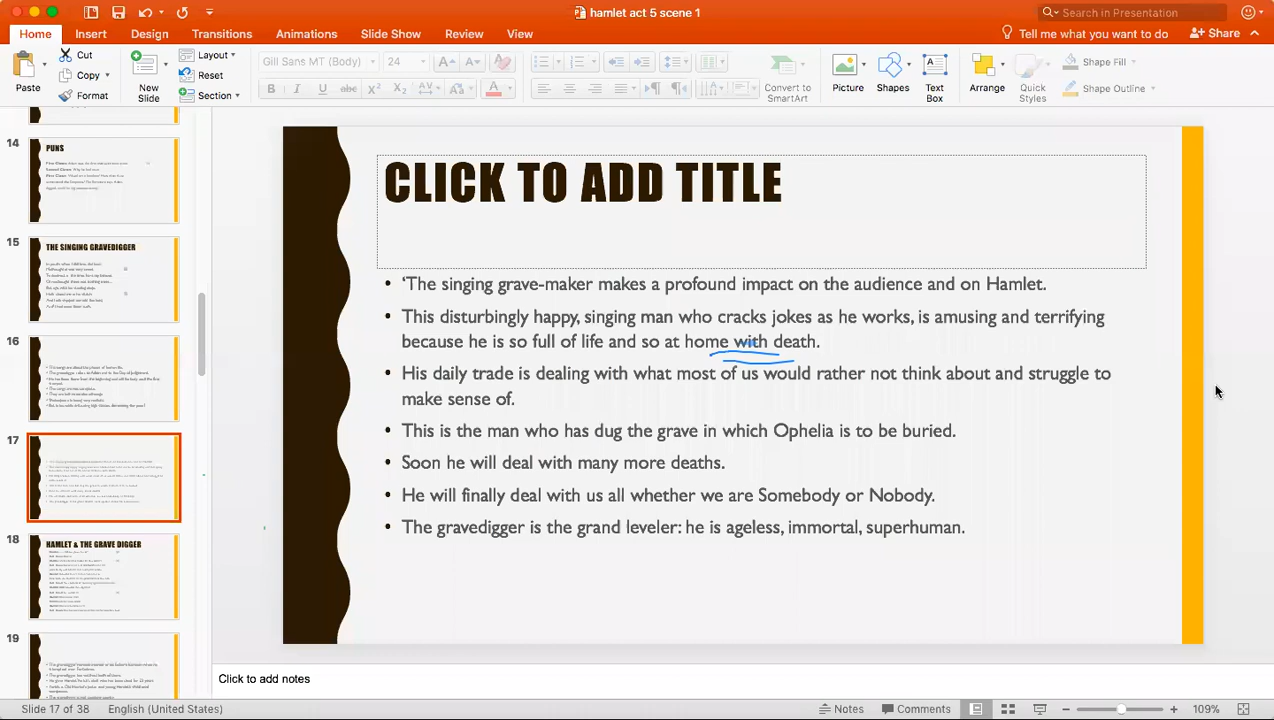 hamlet act 5 scene 1
Search in Presentation
Home Insert Design Transitions Animations Slide Show Review View
Tell me what you want to do
Share
Paste
Cut
Copy
Format
New Slide
Layout
Reset
Section
Gill Sans MT (Body) 24
Convert to SmartArt
Picture
Shapes
Text Box
Arrange
Quick Styles
Shape Fill
Shape Outline
14
PUNS
15
THE SINGING GRAVEDIGGER
16
17
18
HAMLET & THE GRAVE DIGGER
19
CLICK TO ADD TITLE
• ‘The singing grave-maker makes a profound impact on the audience and on Hamlet.
• This disturbingly happy, singing man who cracks jokes as he works, is amusing and terrifying
because he is so full of life and so at home with death.
• His daily trade is dealing with what most of us would rather not think about and struggle to
make sense of.
• This is the man who has dug the grave in which Ophelia is to be buried.
• Soon he will deal with many more deaths.
• He will finally deal with us all whether we are Somebody or Nobody.
• The gravedigger is the grand leveler: he is ageless, immortal, superhuman.
Click to add notes
Slide 17 of 38 English (United States) Notes Comments 109%